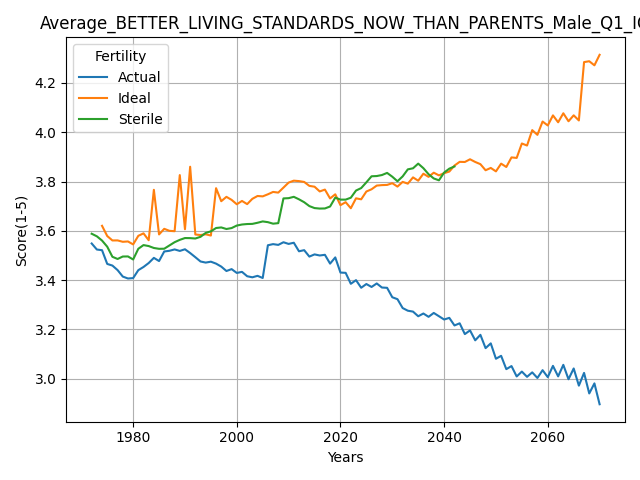 Average_BETTER_LIVING_STANDARDS_NOW_THAN_PARENTS_Male_Q1_IC
Fertility
Actual
Ideal
Sterile
Score(1-5)
4.2
4.0
3.8
3.6
3.4
3.2
3.0
1980 2000 2020 2040 2060
Years